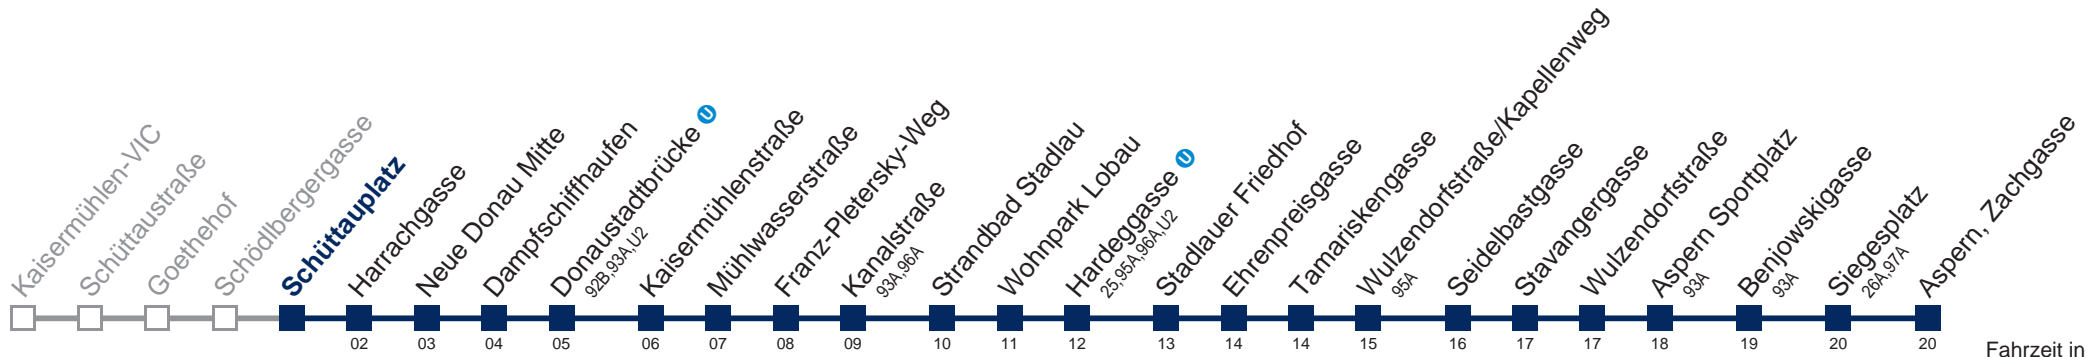 Kaisermühlen-VIC
Schüttaustraße
Goethehof
Schödlbergergasse
Schüttauplatz
Harrachgasse
Neue Donau Mitte
Dampfschiffhaufen
Donaustadtbrücke U
92B,93A,U2
Kaisermühlenstraße
Mühlwasserstraße
Franz-Pletersky-Weg
Kanalstraße
93A,96A
Strandbad Stadlau
Wohnpark Lobau
Hardeggasse U
25,95A,96A,U2
Stadlauer Friedhof
Ehrenpreisgasse
Tamariskengasse
Wulzendorfstraße/Kapellenweg
95A
Seidelbastgasse
Stavangergasse
Wulzendorfstraße
Aspern Sportplatz
93A
Benjowskigasse
93A
Siegesplatz
26A,97A
Aspern, Zachgasse
02 03 04 05 06 07 08 09 10 11 12 13 14 14 15 16 17 17 18 19 20 20
Fahrzeit in